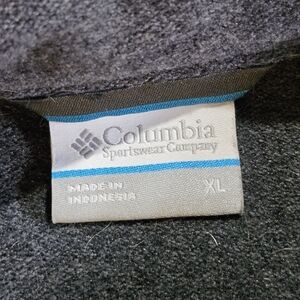 Columbia
Sportswear Company
MADE IN
INDONESIA
XL